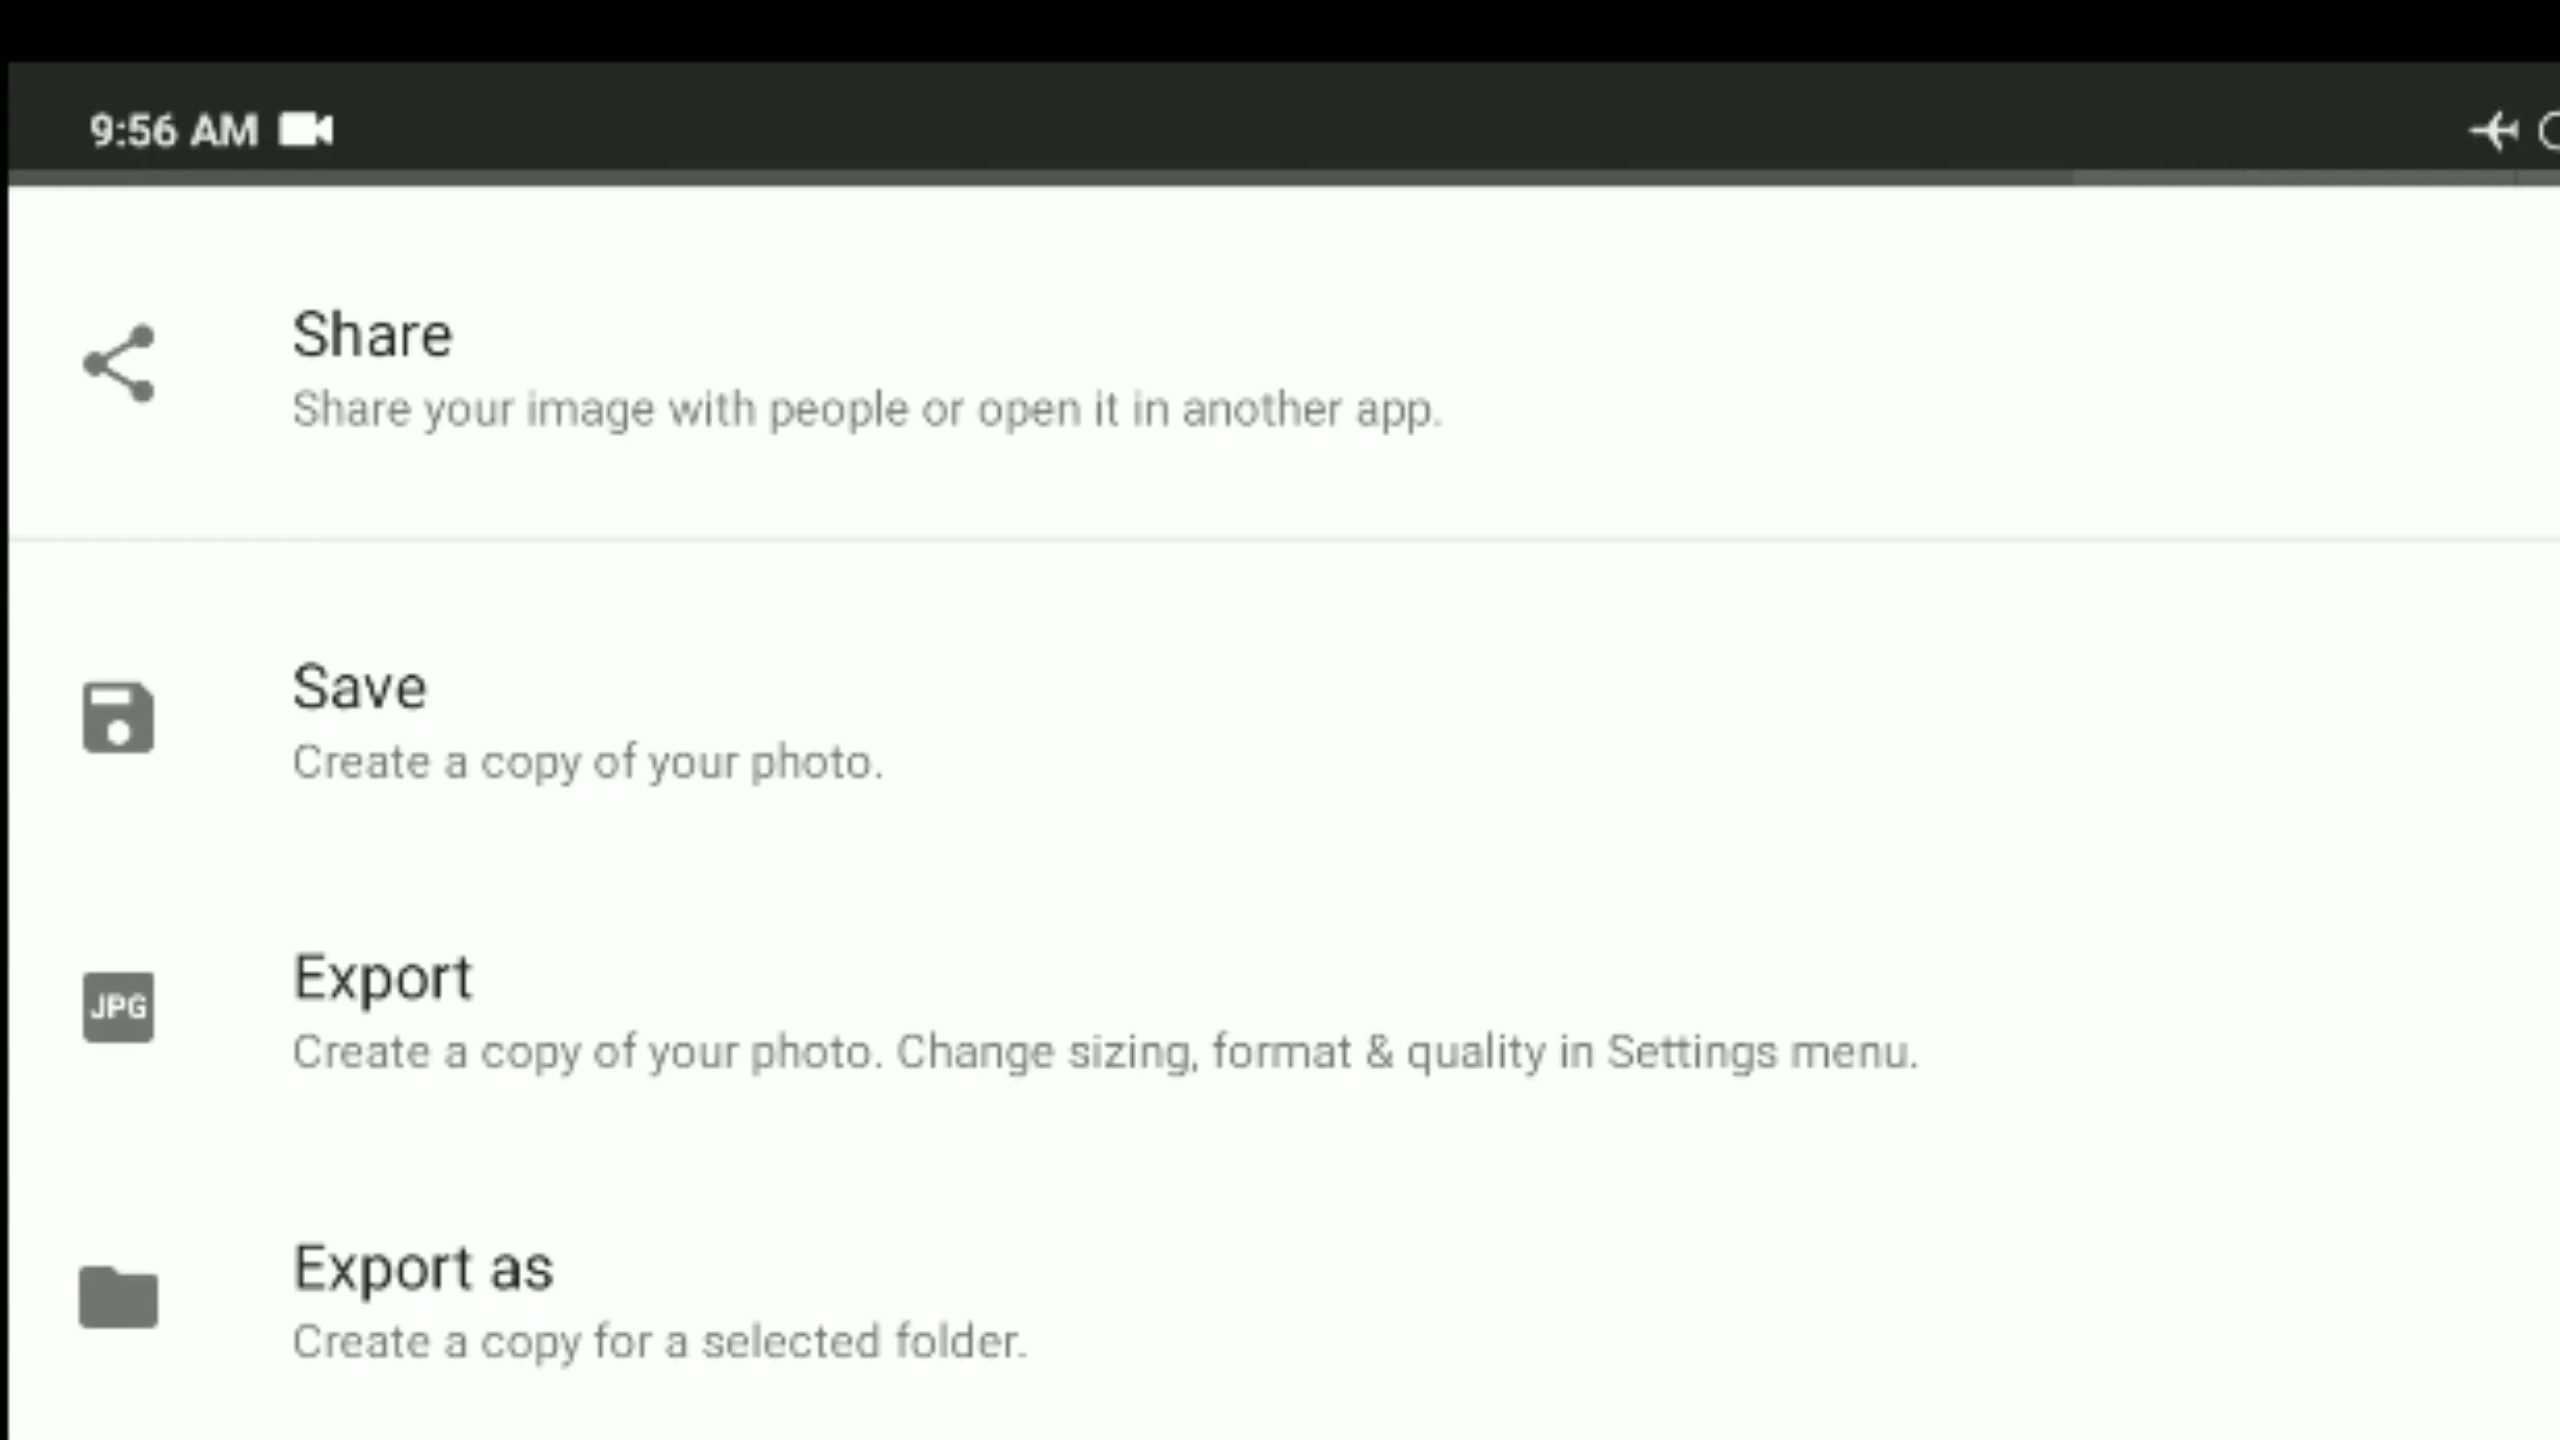 9:56 AM
Share
Share your image with people or open it in another app.
Save
Create a copy of your photo.
JPG
Export
Create a copy of your photo. Change sizing, format & quality in Settings menu.
Export as
Create a copy for a selected folder.